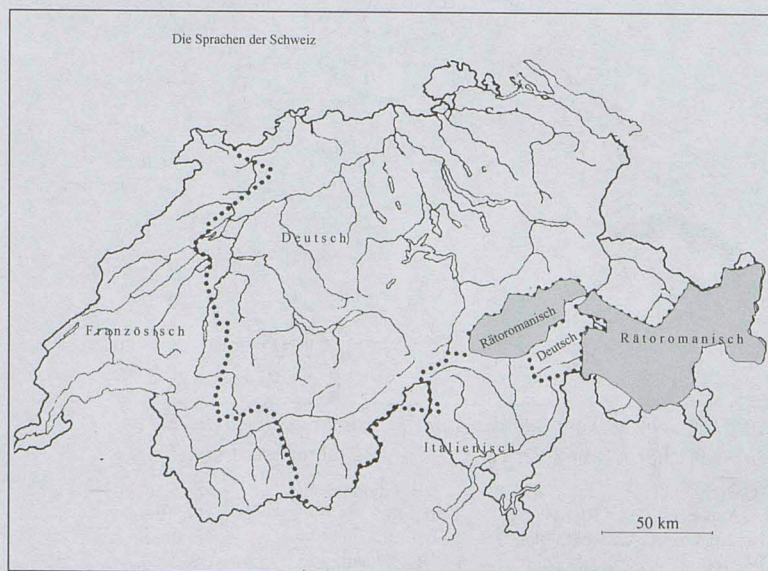 Die Sprachen der Schweiz
Deutsch
Französisch
Rätoromanisch
Deutsch
Rätoromanisch
Italienisch
50 km